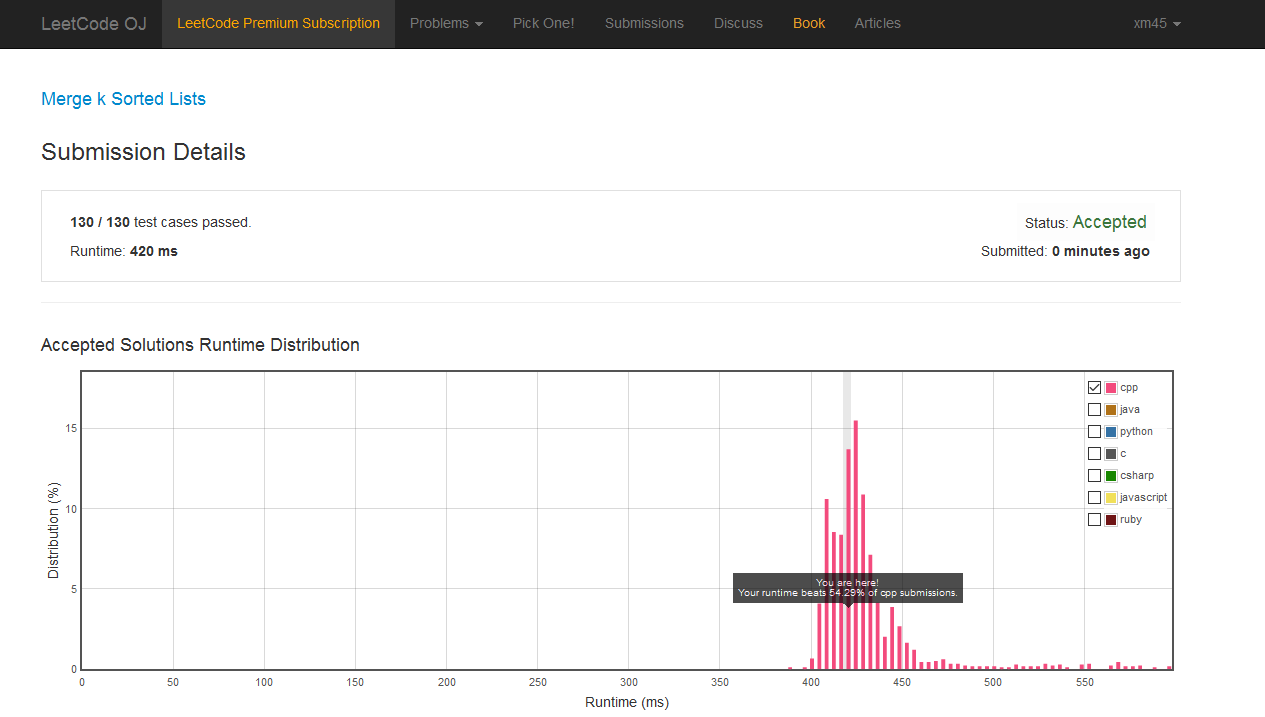 LeetCode OJ LeetCode Premium Subscription Problems Pick One! Submissions Discuss Book Articles xm45
Merge k Sorted Lists
Submission Details
130 / 130 test cases passed.
Status: Accepted
Runtime: 420 ms
Submitted: 0 minutes ago
Accepted Solutions Runtime Distribution
cpp
java
python
c
csharp
javascript
ruby
15
10
5
0
Distribution (%)
You are here!
Your runtime beats 54.29% of cpp submissions.
0 50 100 150 200 250 300 350 400 450 500 550
Runtime (ms)